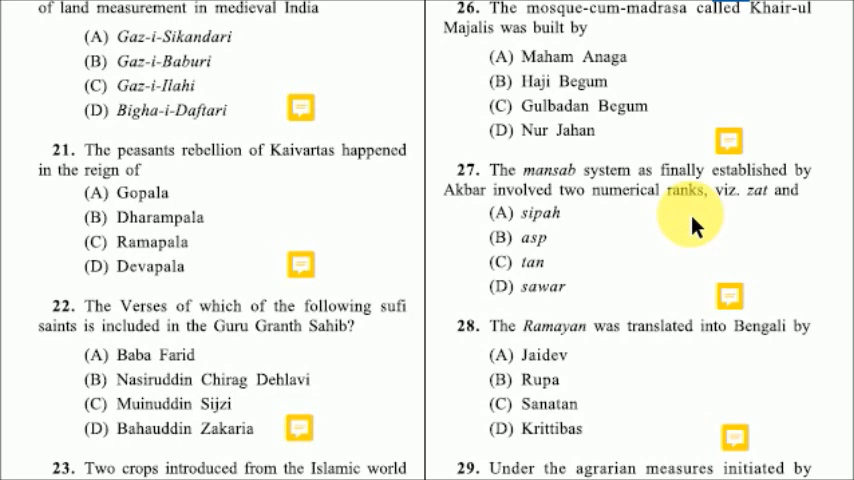 of land measurement in medieval India
(A) Gaz-i-Sikandari
(B) Gaz-i-Baburi
(C) Gaz-i-Ilahi
(D) Bigha-i-Daftari
21. The peasants rebellion of Kaivartas happened
in the reign of
(A) Gopala
(B) Dharampala
(C) Ramapala
(D) Devapala
22. The Verses of which of the following sufi
saints is included in the Guru Granth Sahib?
(A) Baba Farid
(B) Nasiruddin Chirag Dehlavi
(C) Muinuddin Sijzi
(D) Bahauddin Zakaria
23. Two crops introduced from the Islamic world
26. The mosque-cum-madrasa called Khair-ul
Majalis was built by
(A) Maham Anaga
(B) Haji Begum
(C) Gulbadan Begum
(D) Nur Jahan
27. The mansab system as finally established by
Akbar involved two numerical ranks, viz. zat and
(A) sipah
(B) asp
(C) tan
(D) sawar
28. The Ramayan was translated into Bengali by
(A) Jaidev
(B) Rupa
(C) Sanatan
(D) Krittibas
29. Under the agrarian measures initiated by